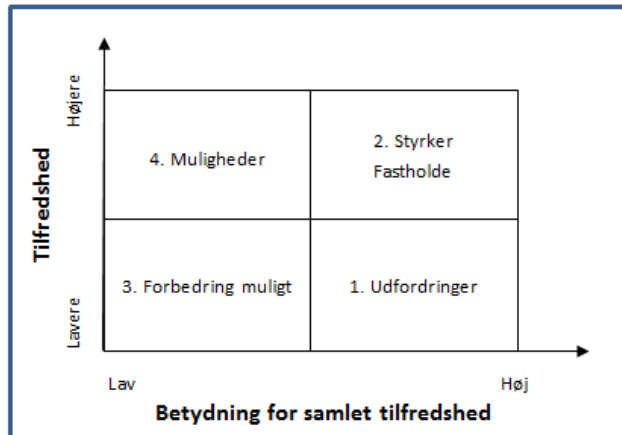 Tilfredshed
Højere
Lavere
4. Muligheder
2. Styrker
Fastholde
3. Forbedring muligt
1. Udfordringer
Lav
Høj
Betydning for samlet tilfredshed